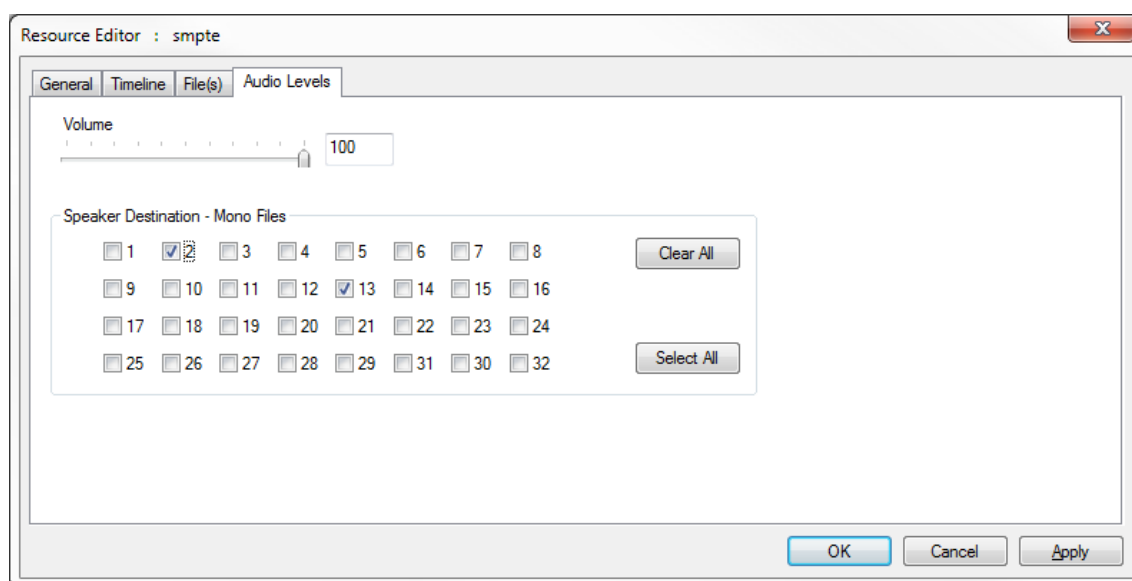 Resource Editor : smpte
General Timeline File(s) Audio Levels
Volume
100
Speaker Destination - Mono Files
1 2 3 4 5 6 7 8 Clear All
9 10 11 12 13 14 15 16
17 18 19 20 21 22 23 24
25 26 27 28 29 31 30 32 Select All
OK Cancel Apply